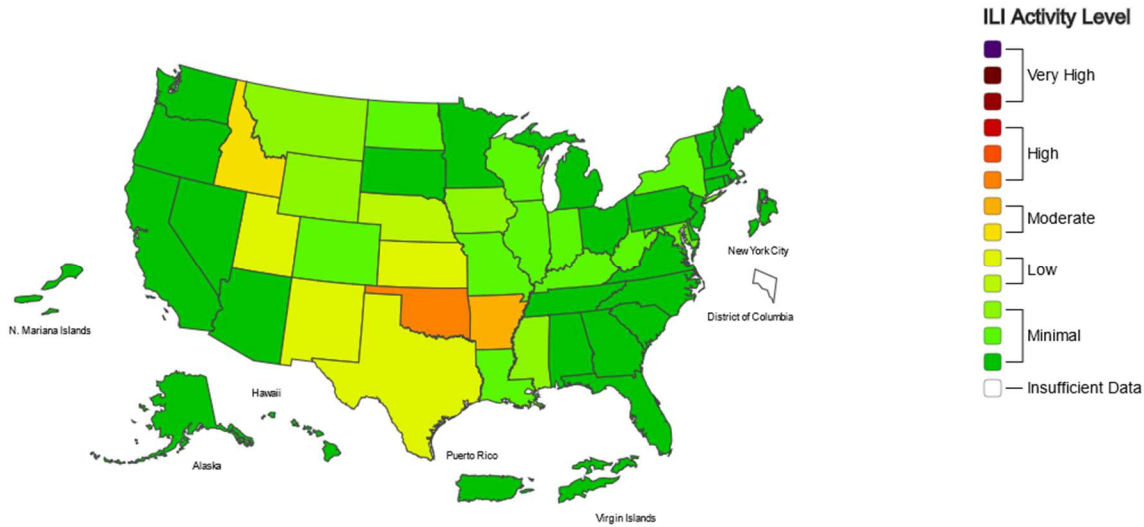 ILI Activity Level
Very High
High
Moderate
Low
Minimal
Insufficient Data
New York City
District of Columbia
N. Mariana Islands
Hawaii
Alaska
Puerto Rico
Virgin Islands